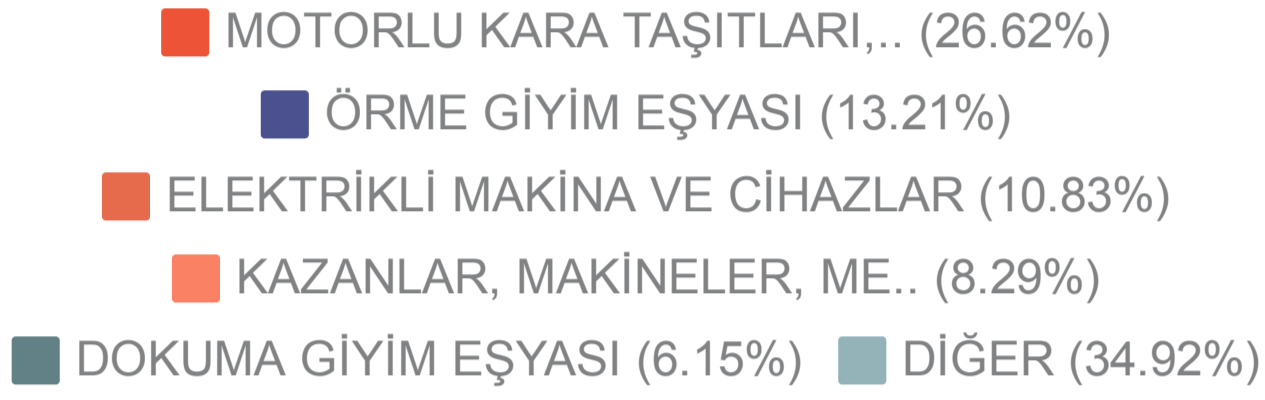 MOTORLU KARA TAŞITLARI,.. (26.62%)
ÖRME GİYİM EŞYASI (13.21%)
ELEKTRİKLİ MAKİNA VE CİHAZLAR (10.83%)
KAZANLAR, MAKİNELER, ME.. (8.29%)
DOKUMA GİYİM EŞYASI (6.15%) DİĞER (34.92%)